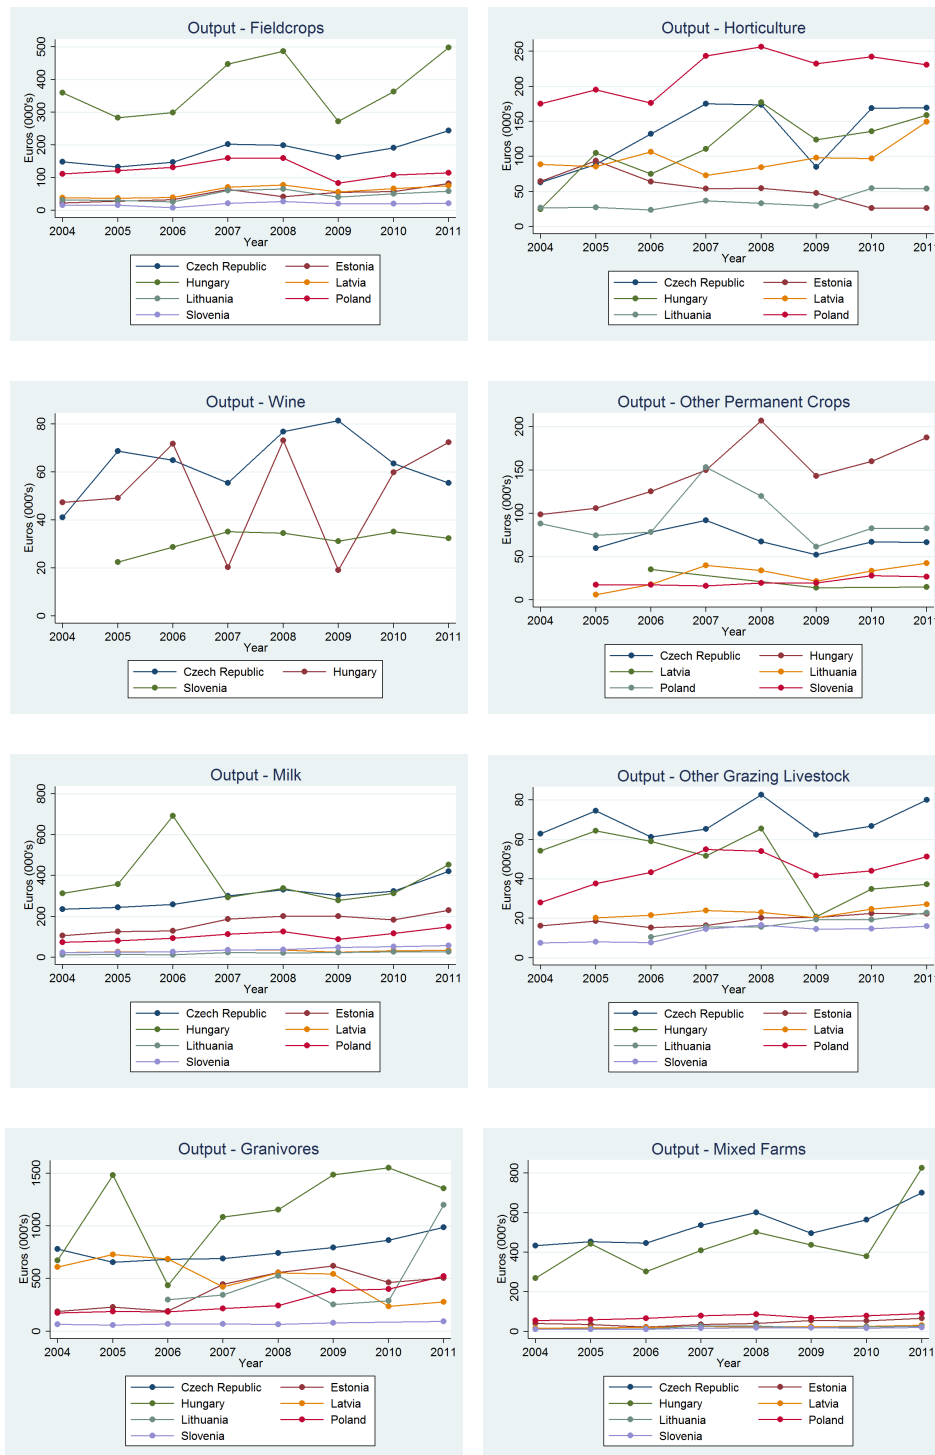 Output - Fieldcrops
Euros (000's)
0 100 200 300 400 500
2004 2005 2006 2007 2008 2009 2010 2011
Year
Czech Republic Estonia
Hungary Latvia
Lithuania Poland
Slovenia
Output - Horticulture
Euros (000's)
0 50 100 150 200 250
2004 2005 2006 2007 2008 2009 2010 2011
Year
Czech Republic Estonia
Hungary Latvia
Lithuania Poland
Output - Wine
Euros (000's)
0 20 40 60 80
2004 2005 2006 2007 2008 2009 2010 2011
Year
Czech Republic Hungary
Slovenia
Output - Other Permanent Crops
Euros (000's)
0 50 100 150 200
2004 2005 2006 2007 2008 2009 2010 2011
Year
Czech Republic Hungary
Latvia Lithuania
Poland Slovenia
Output - Milk
Euros (000's)
0 200 400 600 800
2004 2005 2006 2007 2008 2009 2010 2011
Year
Czech Republic Estonia
Hungary Latvia
Lithuania Poland
Slovenia
Output - Other Grazing Livestock
Euros (000's)
0 20 40 60 80
2004 2005 2006 2007 2008 2009 2010 2011
Year
Czech Republic Estonia
Hungary Latvia
Lithuania Poland
Slovenia
Output - Granivores
Euros (000's)
0 500 1000 1500
2004 2005 2006 2007 2008 2009 2010 2011
Year
Czech Republic Estonia
Hungary Latvia
Lithuania Poland
Slovenia
Output - Mixed Farms
Euros (000's)
0 200 400 600 800
2004 2005 2006 2007 2008 2009 2010 2011
Year
Czech Republic Estonia
Hungary Latvia
Lithuania Poland
Slovenia